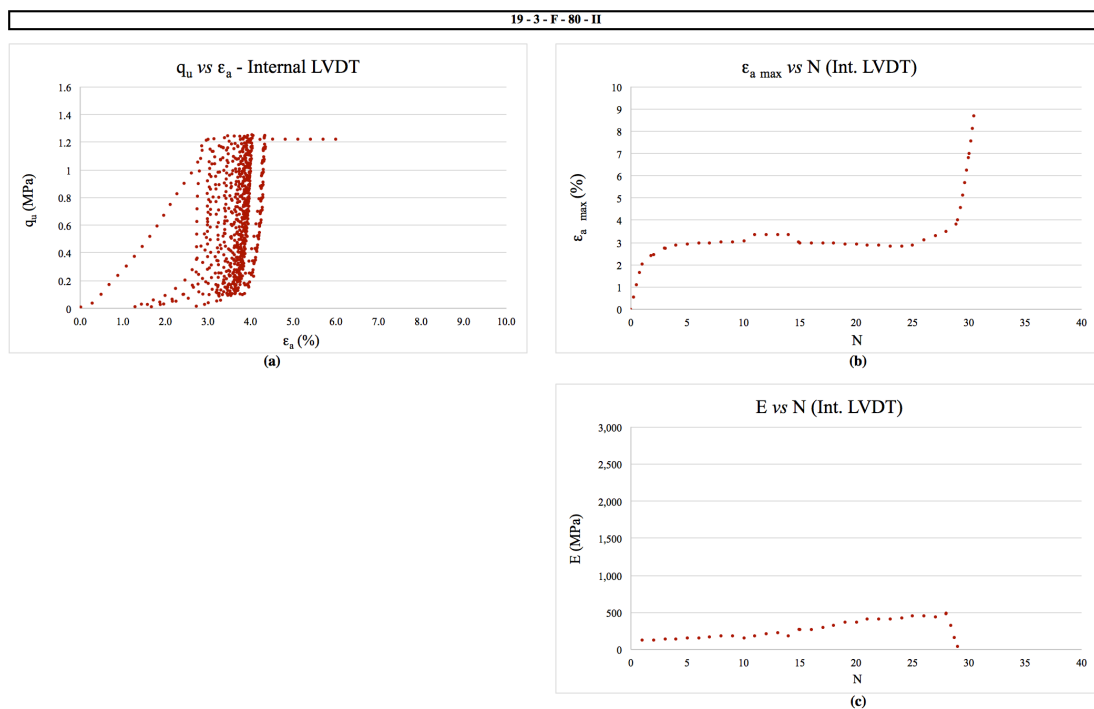 19 - 3 - F - 80 - II
qu vs εa - Internal LVDT
1.6
1.4
1.2
1
0.8
0.6
0.4
0.2
0
qu (MPa)
0.0 1.0 2.0 3.0 4.0 5.0 6.0 7.0 8.0 9.0 10.0
εa (%)
(a)
εa max vs N (Int. LVDT)
10
9
8
7
6
5
4
3
2
1
0
εa max (%)
0 5 10 15 20 25 30 35 40
N
(b)
E vs N (Int. LVDT)
3,000
2,500
2,000
1,500
1,000
500
0
E (MPa)
0 5 10 15 20 25 30 35 40
N
(c)